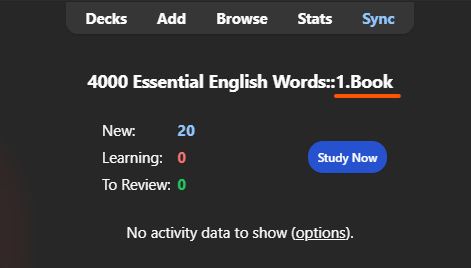 Decks Add Browse Stats Sync
4000 Essential English Words::1.Book
New: 20
Learning: 0
Study Now
To Review: 0
No activity data to show (options).